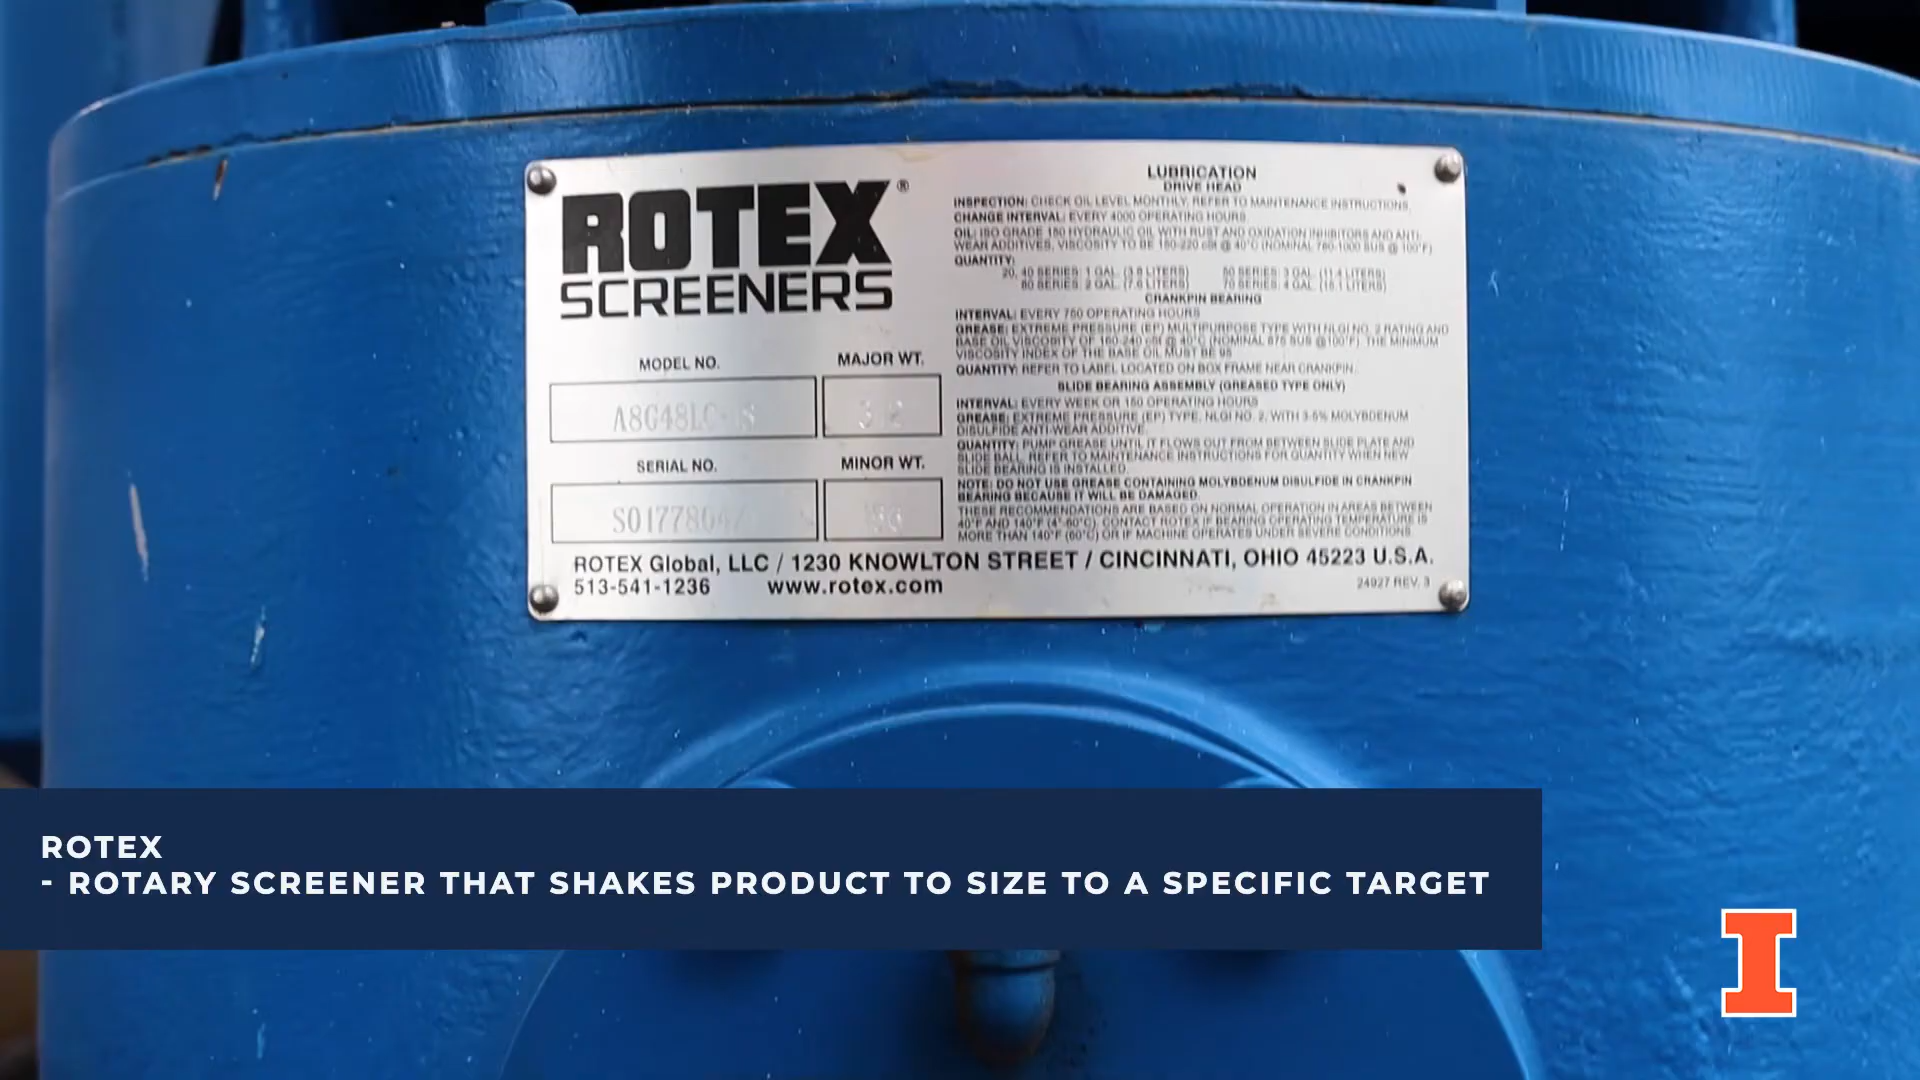 ROTEX®
SCREENERS
MODEL NO.
MAJOR WT.
SERIAL NO.
MINOR WT.
LUBRICATION
DRIVE HEAD
INSPECTION: CHECK OIL LEVEL MONTHLY. REFER TO MAINTENANCE INSTRUCTIONS.
CHANGE INTERVAL: EVERY 4000 OPERATING HOURS
OIL: ISO GRADE 150 HYDRAULIC OIL WITH RUST AND OXIDATION INHIBITORS AND ANTI-
WEAR ADDITIVES, VISCOSITY TO BE 150-220 cSt @ 40°C (NOMINAL 780-1000 SUS @ 100°F)
QUANTITY:
20, 40 SERIES: 1 GAL. (3.8 LITERS) 50 SERIES: 3 GAL. (11.4 LITERS)
80 SERIES: 2 GAL. (7.6 LITERS) 70 SERIES: 4 GAL. (15.1 LITERS)
CRANKPIN BEARING
INTERVAL: EVERY 750 OPERATING HOURS
GREASE: EXTREME PRESSURE (EP) MULTIPURPOSE TYPE WITH NLGI NO. 2 RATING AND
BASE OIL VISCOSITY OF 160-240 cSt @ 40°C (NOMINAL 875 SUS @100°F). THE MINIMUM
VISCOSITY INDEX OF THE BASE OIL MUST BE
QUANTITY: REFER TO LABEL LOCATED ON BOX FRAME NEAR CRANKPIN.
SLIDE BEARING ASSEMBLY (GREASED TYPE ONLY)
INTERVAL: EVERY WEEK OR 150 OPERATING HOURS
GREASE: EXTREME PRESSURE (EP) TYPE, NLGI NO. 2, WITH 3-5% MOLYBDENUM
DISULFIDE ANTI-WEAR ADDITIVE.
QUANTITY: PUMP GREASE UNTIL IT FLOWS OUT FROM BETWEEN SLIDE PLATE AND
SLIDE BALL. REFER TO MAINTENANCE INSTRUCTIONS FOR QUANTITY WHEN NEW
SLIDE BEARING IS INSTALLED.
NOTE: DO NOT USE GREASE CONTAINING MOLYBDENUM DISULFIDE IN CRANKPIN
BEARING BECAUSE IT WILL BE DAMAGED.
THESE RECOMMENDATIONS ARE BASED ON NORMAL OPERATION IN AREAS BETWEEN
40°F AND 140°F (4°-60°C). CONTACT ROTEX IF BEARING OPERATING TEMPERATURE IS
MORE THAN 140°F (60°C) OR IF MACHINE OPERATES UNDER SEVERE CONDITIONS.
ROTEX Global, LLC / 1230 KNOWLTON STREET / CINCINNATI, OHIO 45223 U.S.A.
513-541-1236 www.rotex.com
24927 REV. 3
ROTEX
- ROTARY SCREENER THAT SHAKES PRODUCT TO SIZE TO A SPECIFIC TARGET
I